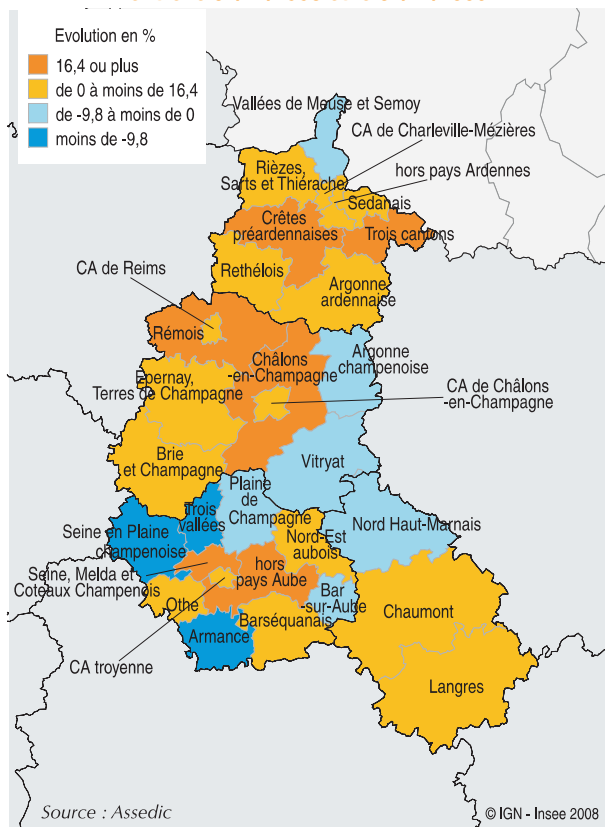 Evolution en %
16,4 ou plus
de 0 à moins de 16,4
de -9,8 à moins de 0
moins de -9,8
Vallées de Meuse et Semoy
CA de Charleville-Mézières
hors pays Ardennes
Rièzes,
Sarts et Thiérache
Sedanais
Crêtes
préardennaises
Trois cantons
Rethélois
Argonne
ardennaise
CA de Reims
Rémois
Châlons
-en-Champagne
Argonne
champenoise
Epernay,
Terres de Champagne
CA de Châlons
-en-Champagne
Brie
et Champagne
Vitryat
Plaine
de
Champagne
Trois
vallées
Seine en Plaine
champenoise
Nord Haut-Marnais
Nord-Est
aubois
Seine, Melda et
Coteaux Champenois
hors
pays Aube
Bar
-sur-Aube
Othe
Chaumont
Barséquanais
Armance
CA troyenne
Langres
Source : Assedic
© IGN - Insee 2008